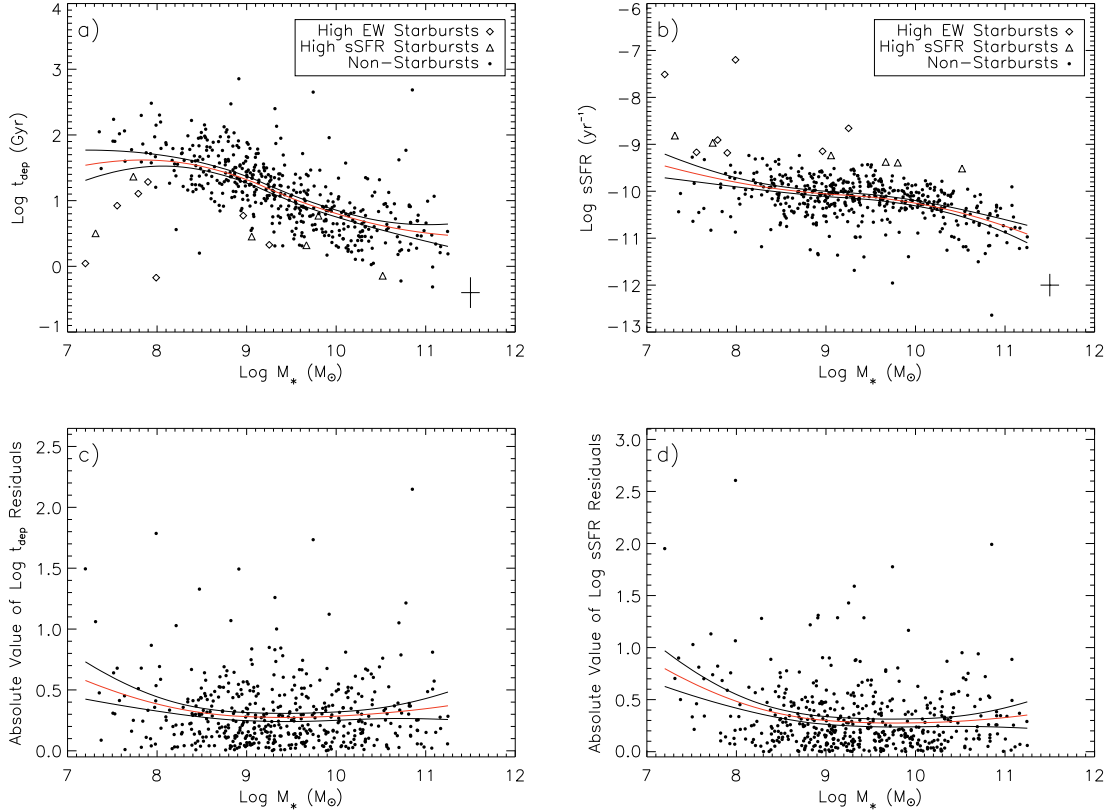 a)
High EW Starbursts
High sSFR Starbursts
Non-Starbursts
4
3
2
1
0
−1
Log t_dep (Gyr)
7 8 9 10 11 12
Log M_* (M_⊙)
b)
High EW Starbursts
High sSFR Starbursts
Non-Starbursts
−6
−7
−8
−9
−10
−11
−12
−13
Log sSFR (yr⁻¹)
7 8 9 10 11 12
Log M_* (M_⊙)
c)
2.5
2.0
1.5
1.0
0.5
0.0
Absolute Value of Log t_dep Residuals
7 8 9 10 11 12
Log M_* (M_⊙)
d)
3.0
2.5
2.0
1.5
1.0
0.5
0.0
Absolute Value of Log sSFR Residuals
7 8 9 10 11 12
Log M_* (M_⊙)